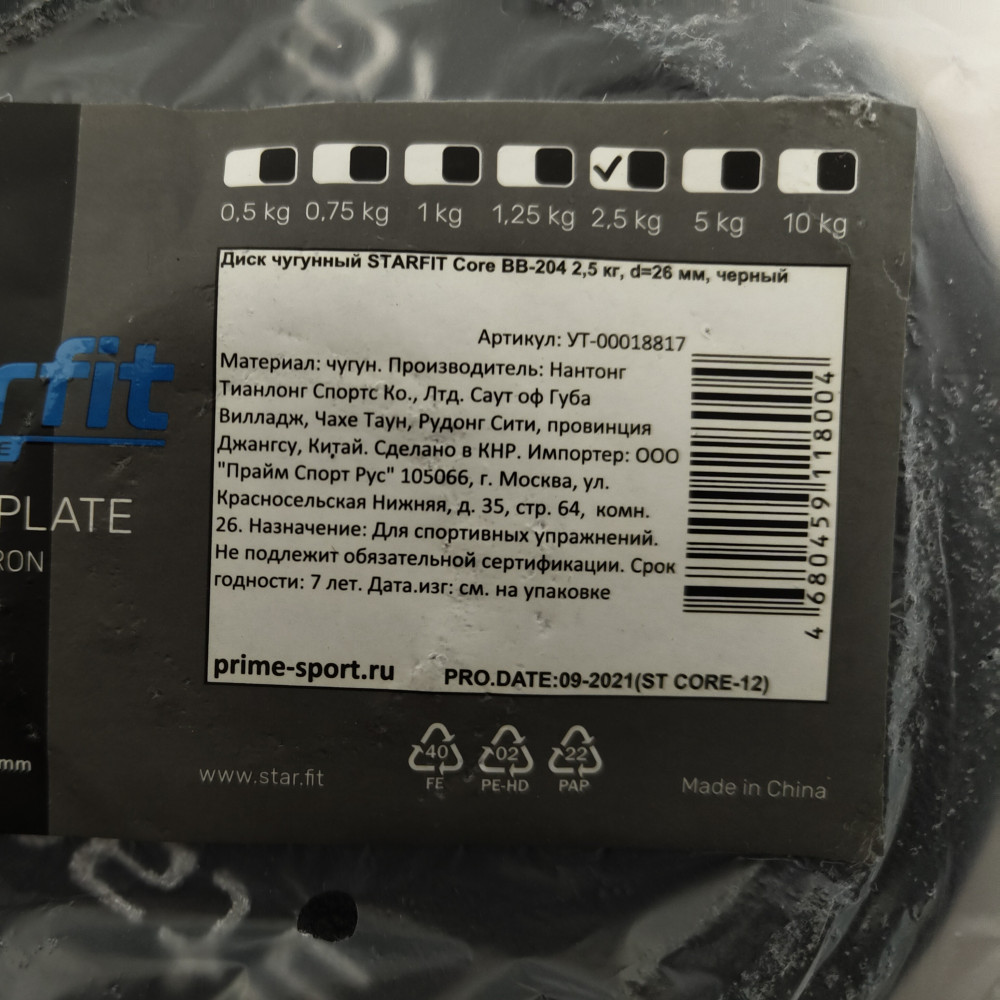 0,5 kg 0,75 kg 1 kg 1,25 kg 2,5 kg 5 kg 10 kg
Диск чугунный STARFIT Core BB-204 2,5 кг, d=26 мм, черный
Артикул: УТ-00018817
Материал: чугун. Производитель: Нантонг
Тианлонг Спортс Ко., Лтд. Саут оф Губа
Вилладж, Чахе Таун, Рудонг Сити, провинция
Джангсу, Китай. Сделано в КНР. Импортер: ООО
"Прайм Спорт Рус" 105066, г. Москва, ул.
Красносельская Нижняя, д. 35, стр. 64, комн.
26. Назначение: Для спортивных упражнений.
Не подлежит обязательной сертификации. Срок
годности: 7 лет. Дата.изг: см. на упаковке
4 680459 118004
prime-sport.ru PRO.DATE:09-2021(ST CORE-12)
rfit
E
PLATE
RON
mm
www.star.fit
40 02 22
FE PE-HD PAP
Made in China